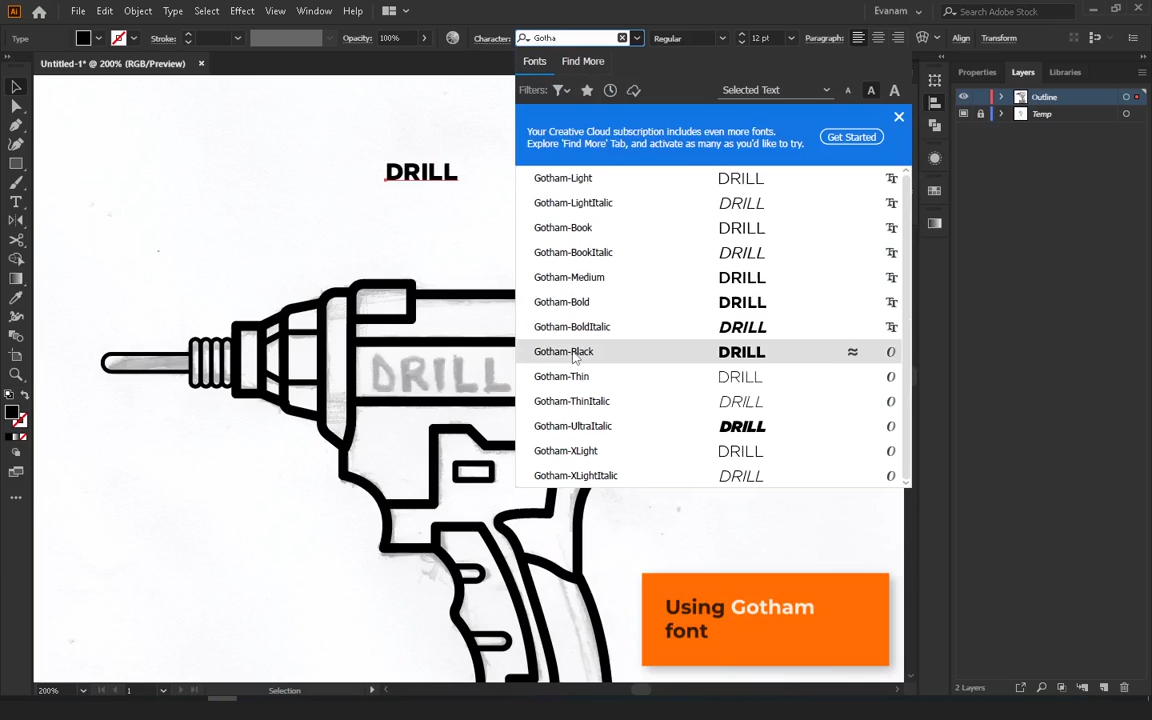 Ai File Edit Object Type Select Effect View Window Help Evanam Search Adobe Stock
Type Stroke: Opacity: 100% Character: Gotha Regular 12 pt Paragraph: Align Transform
Untitled-1* @ 200% (RGB/Preview)
Fonts Find More
Properties Layers Libraries
Filters: Selected Text A A A
Outline
Temp
Your Creative Cloud subscription includes even more fonts.
Explore 'Find More' Tab, and activate as many as you'd like to try.
Get Started
DRILL
Gotham-Light DRILL
Gotham-LightItalic DRILL
Gotham-Book DRILL
Gotham-BookItalic DRILL
Gotham-Medium DRILL
Gotham-Bold DRILL
Gotham-BoldItalic DRILL
Gotham-Black DRILL
Gotham-Thin DRILL
Gotham-ThinItalic DRILL
Gotham-UltraItalic DRILL
Gotham-XLight DRILL
Gotham-XLightItalic DRILL
DRILL
Using Gotham
font
200% 1 Selection
2 Layers